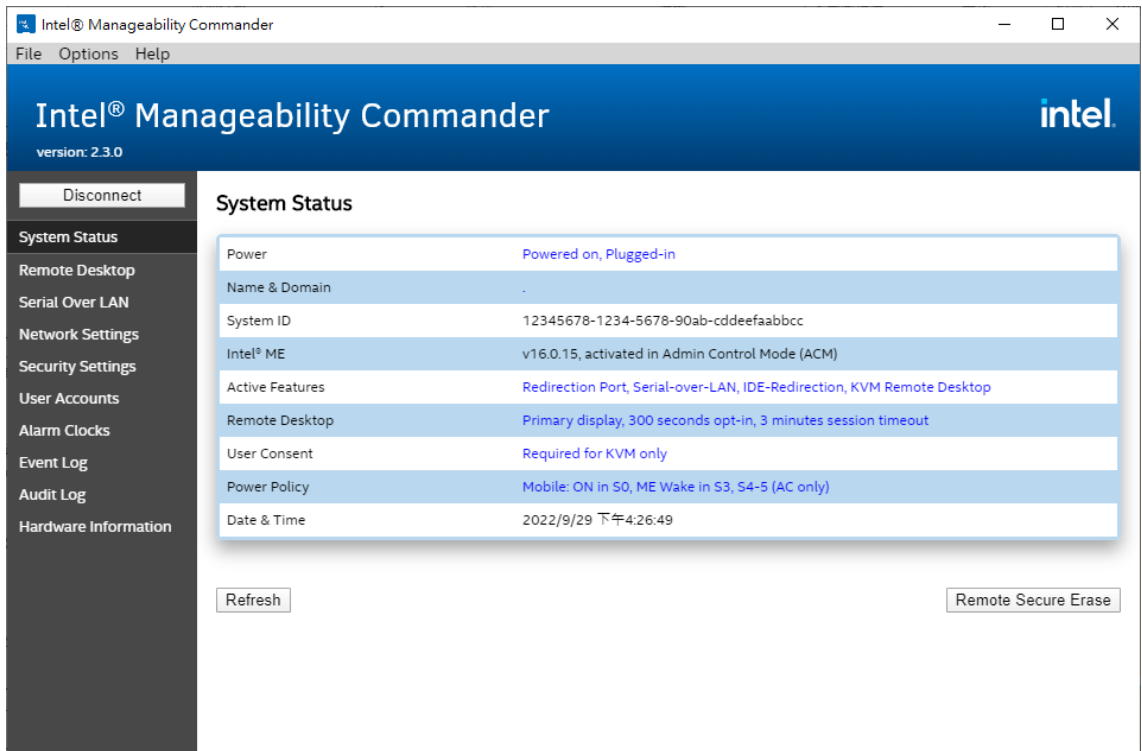 Intel® Manageability Commander
File Options Help
Intel® Manageability Commander
intel.
version: 2.3.0
Disconnect
System Status
Remote Desktop
Serial Over LAN
Network Settings
Security Settings
User Accounts
Alarm Clocks
Event Log
Audit Log
Hardware Information
System Status
Power Powered on, Plugged-in
Name & Domain .
System ID 12345678-1234-5678-90ab-cddeefaabbcc
Intel® ME v16.0.15, activated in Admin Control Mode (ACM)
Active Features Redirection Port, Serial-over-LAN, IDE-Redirection, KVM Remote Desktop
Remote Desktop Primary display, 300 seconds opt-in, 3 minutes session timeout
User Consent Required for KVM only
Power Policy Mobile: ON in S0, ME Wake in S3, S4-5 (AC only)
Date & Time 2022/9/29 下午4:26:49
Refresh
Remote Secure Erase